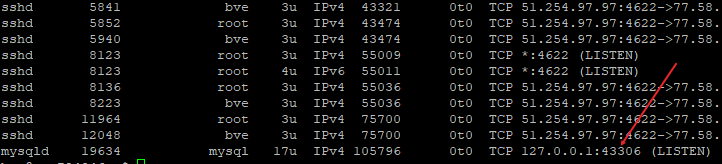 sshd 5841 bve 3u IPv4 43321 0t0 TCP 51.254.97.97:4622->77.58.
sshd 5852 root 3u IPv4 43474 0t0 TCP 51.254.97.97:4622->77.58.
sshd 5940 bve 3u IPv4 43474 0t0 TCP 51.254.97.97:4622->77.58.
sshd 8123 root 3u IPv4 55009 0t0 TCP *:4622 (LISTEN)
sshd 8123 root 4u IPv6 55011 0t0 TCP *:4622 (LISTEN)
sshd 8136 root 3u IPv4 55036 0t0 TCP 51.254.97.97:4622->77.58.
sshd 8223 bve 3u IPv4 55036 0t0 TCP 51.254.97.97:4622->77.58.
sshd 11964 root 3u IPv4 75700 0t0 TCP 51.254.97.97:4622->77.58.
sshd 12048 bve 3u IPv4 75700 0t0 TCP 51.254.97.97:4622->77.58.
mysqld 19634 mysql 17u IPv4 105796 0t0 TCP 127.0.0.1:43306 (LISTEN)